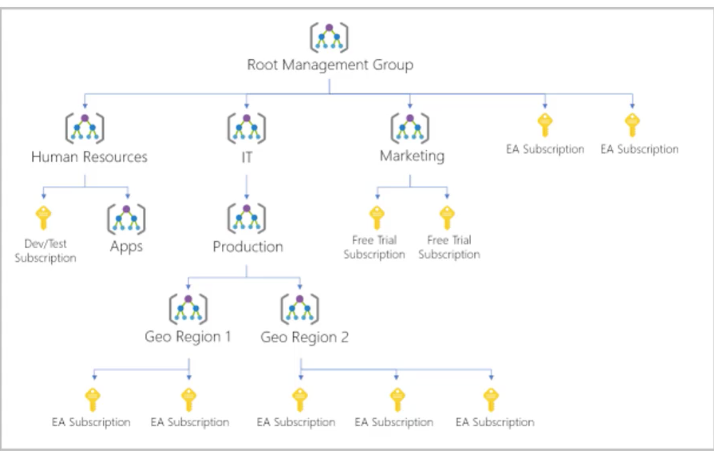 Root Management Group
Human Resources
IT
Marketing
EA Subscription
EA Subscription
Dev/Test
Subscription
Apps
Production
Free Trial
Subscription
Free Trial
Subscription
Geo Region 1
Geo Region 2
EA Subscription
EA Subscription
EA Subscription
EA Subscription
EA Subscription